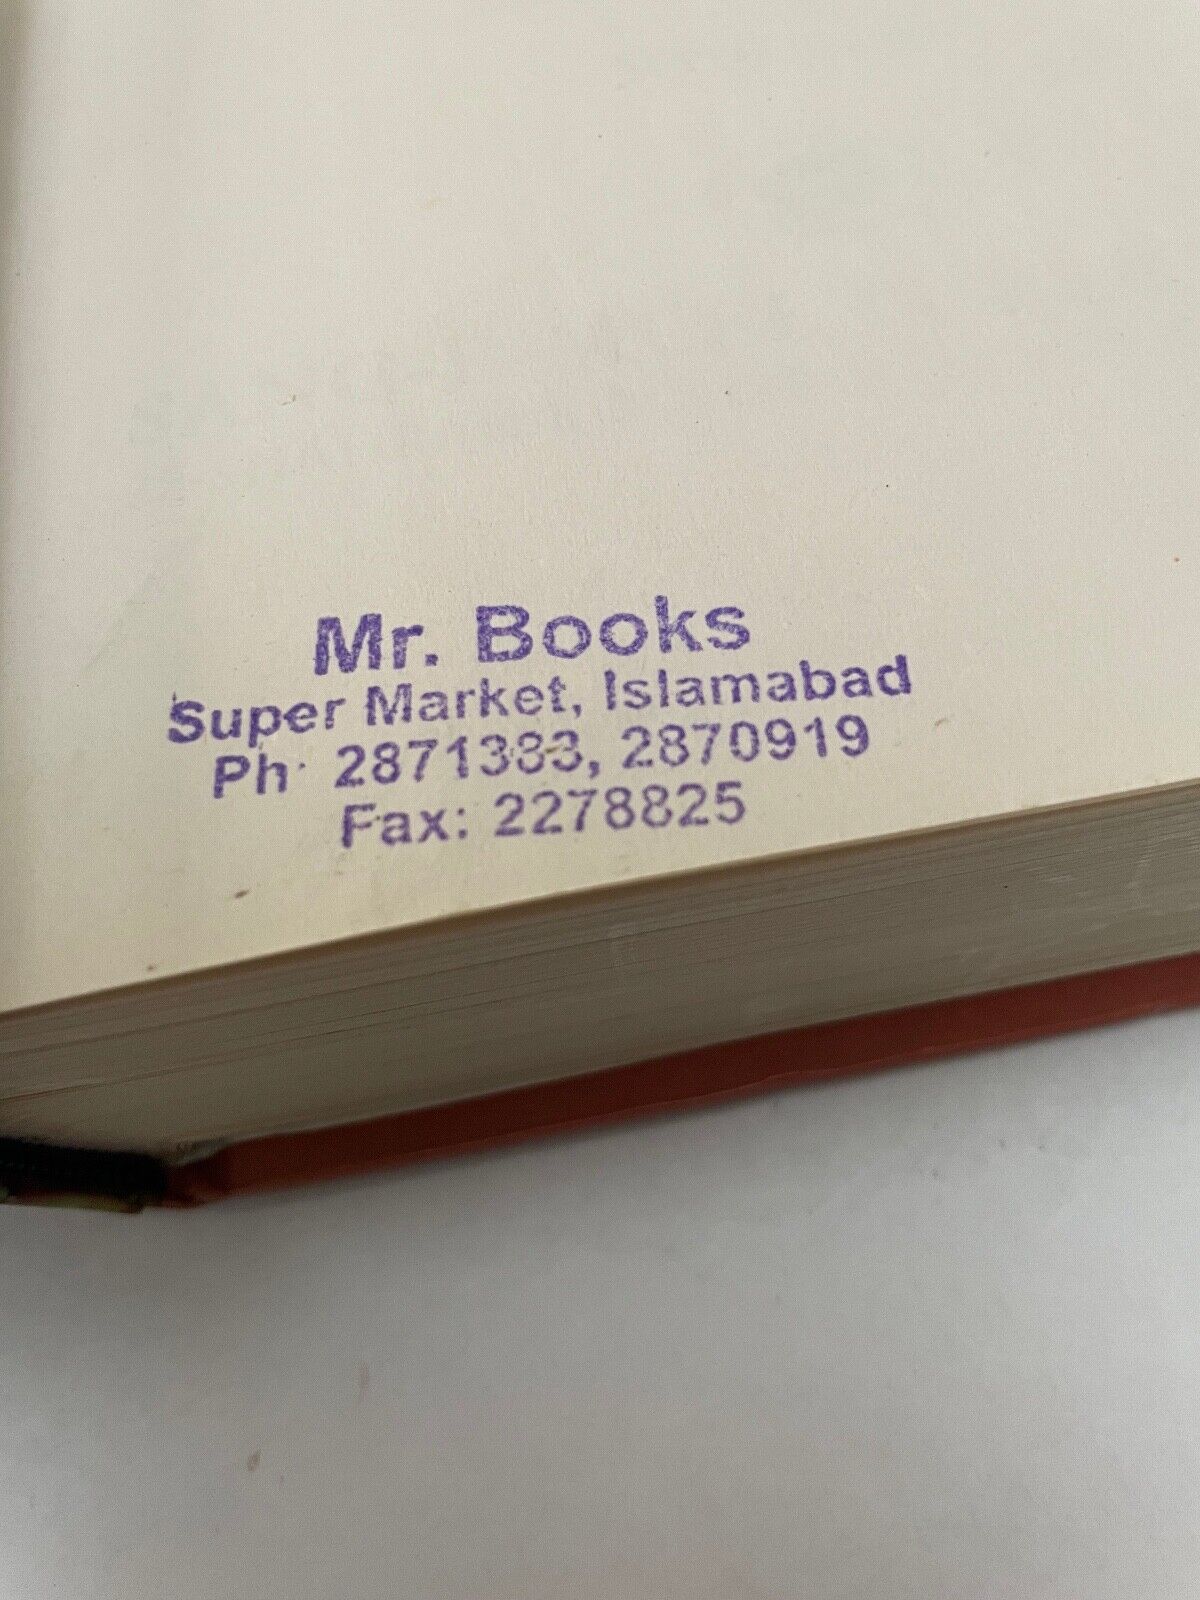 Mr. Books
Super Market, Islamabad
Ph: 2871383, 2870919
Fax: 2278825